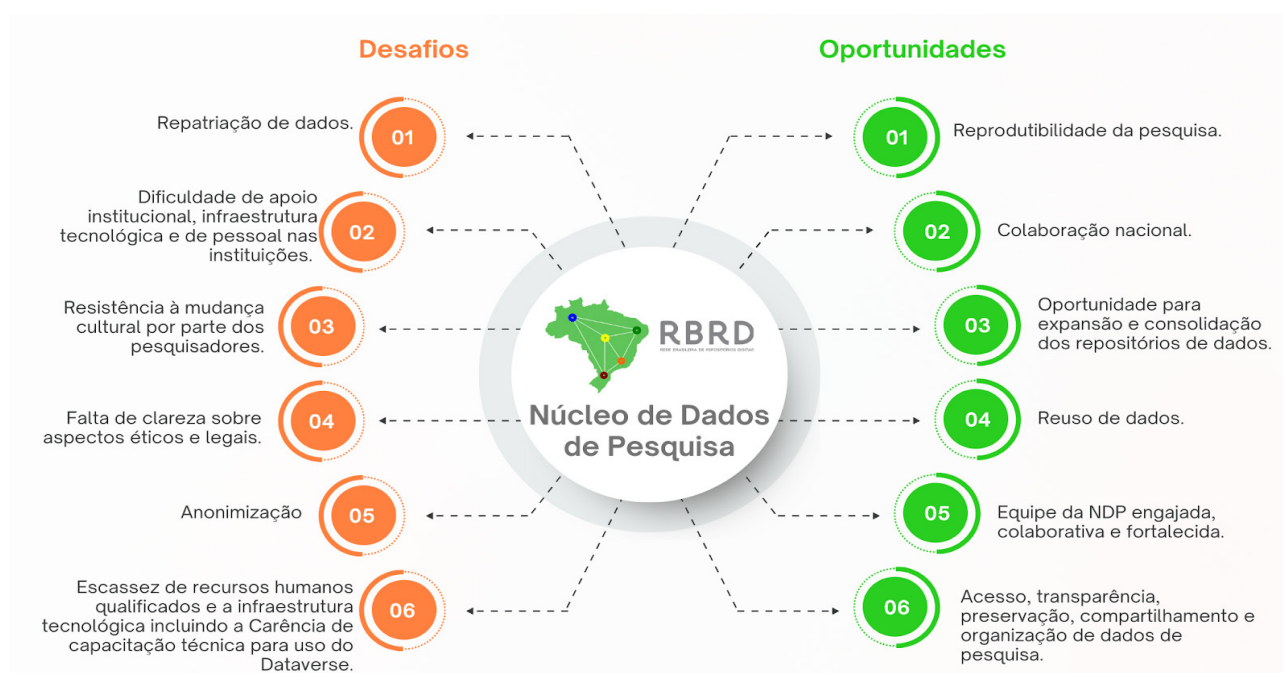 Desafios
01
Repatriação de dados.
02
Dificuldade de apoio
institucional, infraestrutura
tecnológica e de pessoal nas
instituições.
03
Resistência à mudança
cultural por parte dos
pesquisadores.
04
Falta de clareza sobre
aspectos éticos e legais.
05
Anonimização
06
Escassez de recursos humanos
qualificados e a infraestrutura
tecnológica incluindo a Carência de
capacitação técnica para uso do
Dataverse.
RBRD
REDE BRASILEIRA DE REPOSITÓRIOS DIGITAIS
Núcleo de Dados
de Pesquisa
Oportunidades
01
Reprodutibilidade da pesquisa.
02
Colaboração nacional.
03
Oportunidade para
expansão e consolidação
dos repositórios de dados.
04
Reuso de dados.
05
Equipe da NDP engajada,
colaborativa e fortalecida.
06
Acesso, transparência,
preservação, compartilhamento e
organização de dados de
pesquisa.